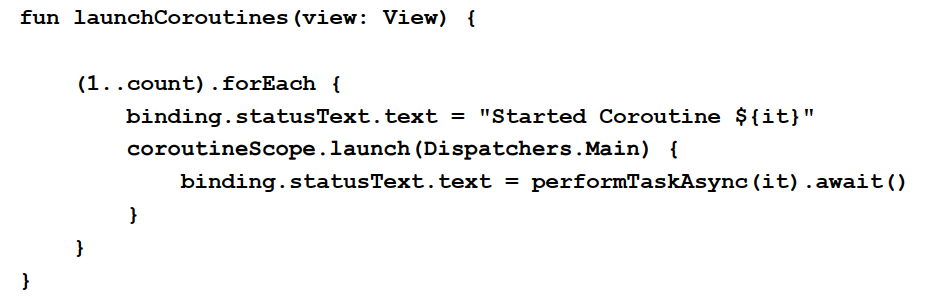 fun launchCoroutines(view: View) {
    (1..count).forEach {
        binding.statusText.text = "Started Coroutine ${it}"
        coroutineScope.launch(Dispatchers.Main) {
            binding.statusText.text = performTaskAsync(it).await()
        }
    }
}